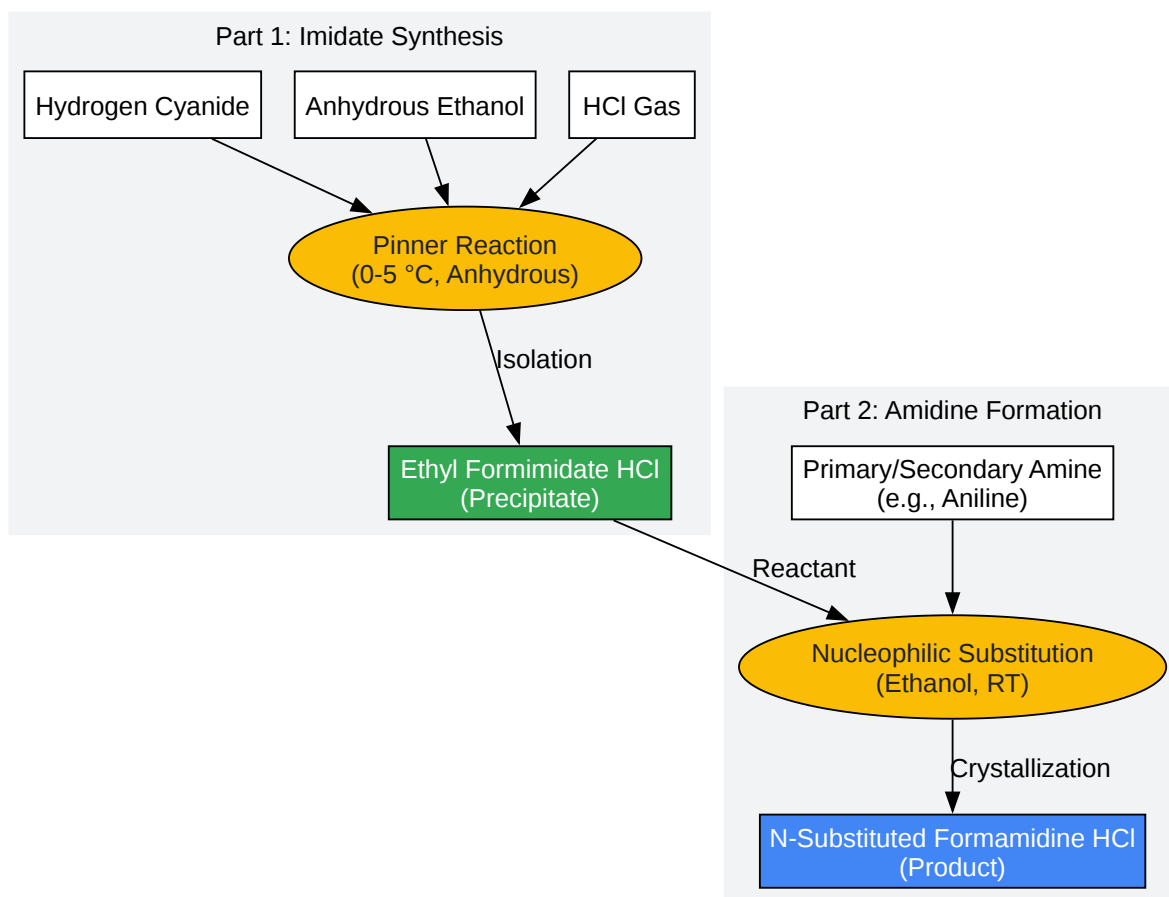 Part 1: Imidate Synthesis
Hydrogen Cyanide
Anhydrous Ethanol
HCl Gas
Pinner Reaction
(0-5 °C, Anhydrous)
Isolation
Ethyl Formimidate HCl
(Precipitate)
Part 2: Amidine Formation
Primary/Secondary Amine
(e.g., Aniline)
Reactant
Nucleophilic Substitution
(Ethanol, RT)
Crystallization
N-Substituted Formamidine HCl
(Product)